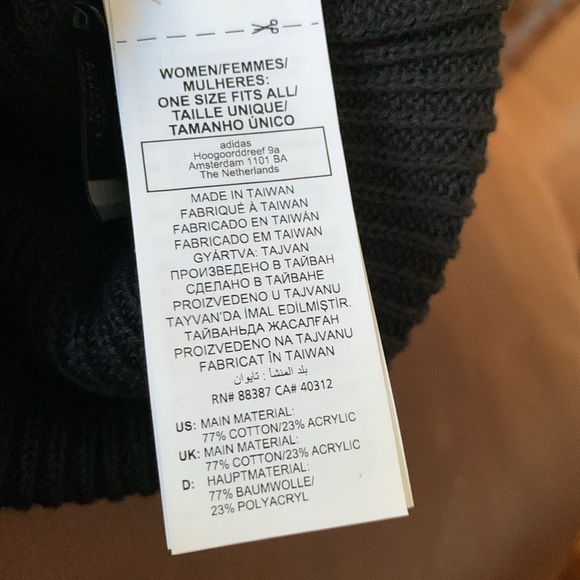 WOMEN/FEMMES/
MULHERES:
ONE SIZE FITS ALL/
TAILLE UNIQUE/
TAMANHO ÚNICO
adidas
Hoogoorddreef 9a
Amsterdam 1101 BA
The Netherlands
MADE IN TAIWAN
FABRIQUÉ À TAIWAN
FABRICADO EN TAIWÁN
FABRICADO EM TAIWAN
GYÁRTVA: TAJVAN
ПРОИЗВЕДЕНО В ТАЙВАН
СДЕЛАНО В ТАЙВАНЕ
PROIZVEDENO U TAJVANU
TAYVAN'DA İMAL EDİLMİŞTİR.
ТАЙВАНЬДА ЖАСАЛҒАН
PROIZVEDENO NA TAJVANU
FABRICAT ÎN TAIWAN
بلد المنشأ : تايوان
RN# 88387 CA# 40312
US: MAIN MATERIAL:
77% COTTON/23% ACRYLIC
UK: MAIN MATERIAL:
77% COTTON/23% ACRYLIC
D: HAUPTMATERIAL:
77% BAUMWOLLE/
23% POLYACRYL